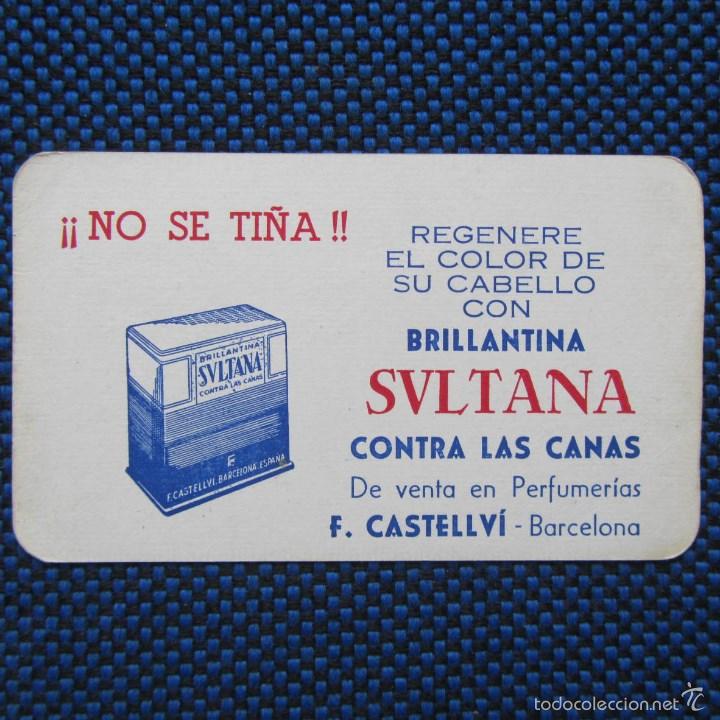 ¡¡NO SE TIÑA!!
REGENERE
EL COLOR DE
SU CABELLO
CON
BRILLANTINA
SVLTANA
CONTRA LAS CANAS
De venta en Perfumerías
F. CASTELLVÍ - Barcelona
BRILLANTINA
SVLTANA
CONTRA LAS CANAS
F. CASTELLVI. BARCELONA. ESPAÑA
todocoleccion.net